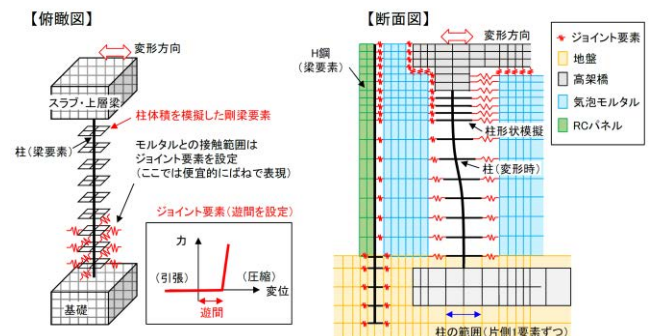 【俯瞰図】
変形方向
スラブ・上層梁
柱体積を模擬した剛梁要素
柱(梁要素)
モルタルとの接触範囲は
ジョイント要素を設定
(ここでは便宜的にばねで表現)
ジョイント要素(遊間を設定)
力
(引張)
(圧縮)
変位
遊間
基礎
【断面図】
変形方向
H鋼
(梁要素)
柱形状模擬
柱(変形時)
柱の範囲(片側1要素ずつ)
ジョイント要素
地盤
高架橋
気泡モルタル
RCパネル